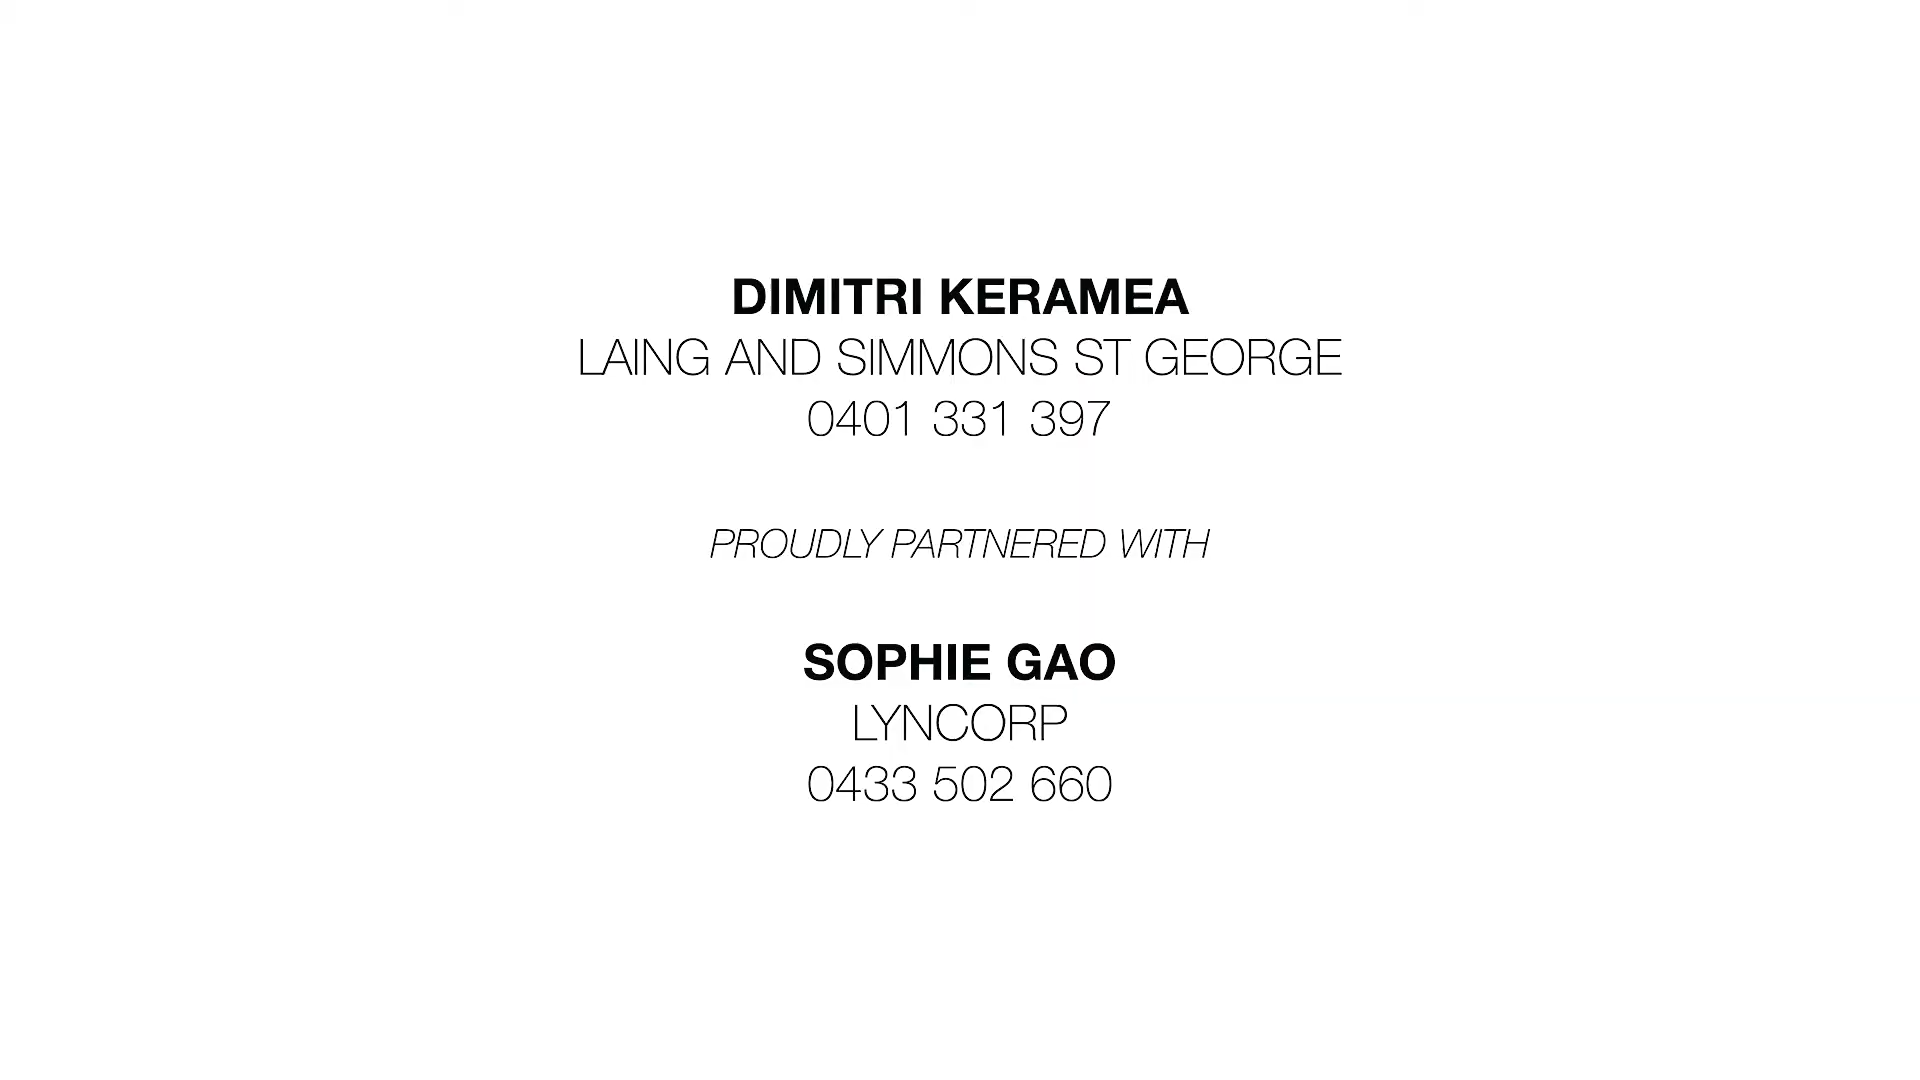 DIMITRI KERAMEA
LAING AND SIMMONS ST GEORGE
0401 331 397
PROUDLY PARTNERED WITH
SOPHIE GAO
LYNCORP
0433 502 660